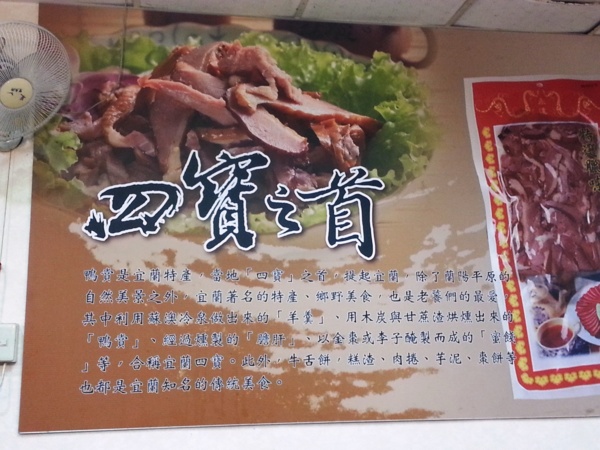 四寶之首
鴨賞是宜蘭特產，當地「四寶」之首，提起宜蘭，除了蘭陽平原的
自然美景之外，宜蘭著名的特產、鄉野美食，也是老饕們的最愛
其中利用蘇澳冷泉做出來的「羊羹」、用木炭與甘蔗渣烘燻出來的
「鴨賞」、經過燻製的「膽肝」、以金棗或李子醃製而成的「蜜餞
」等，合稱宜蘭四寶。此外，牛舌餅，糕渣、肉捲、芋泥、棗餅等
也都是宜蘭知名的傳統美食。